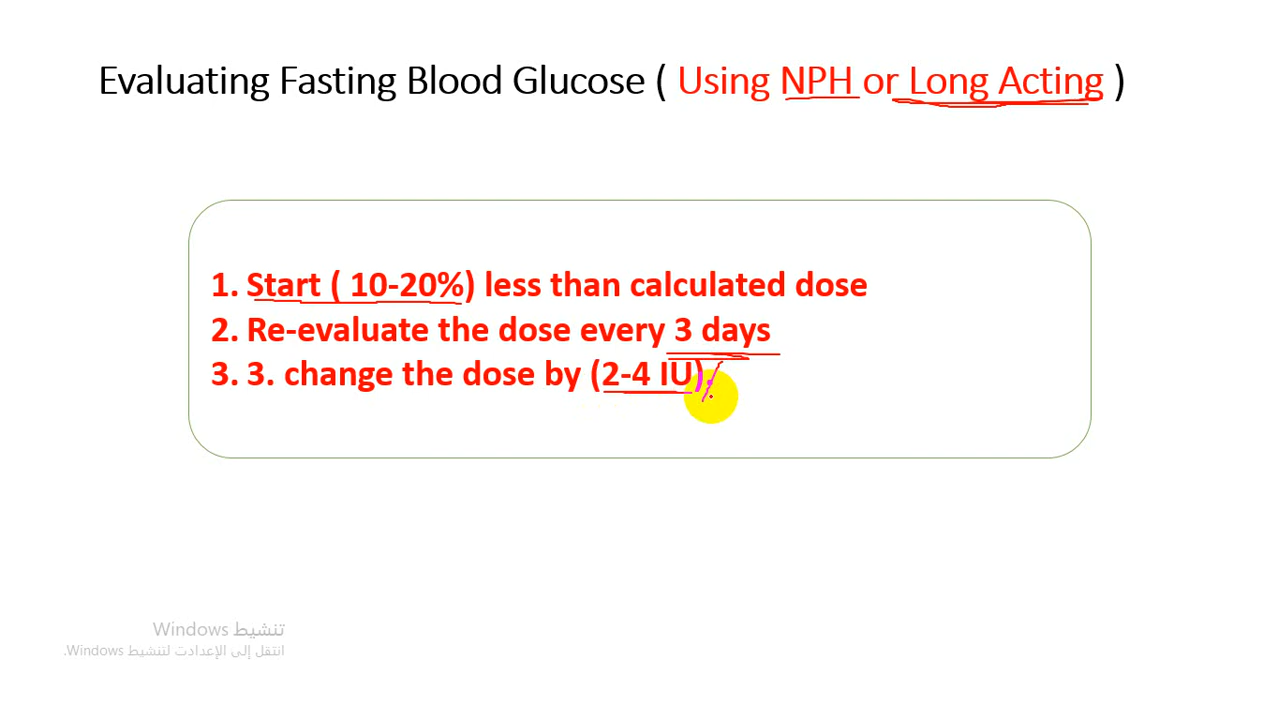 Evaluating Fasting Blood Glucose ( Using NPH or Long Acting )
1. Start ( 10-20%) less than calculated dose
2. Re-evaluate the dose every 3 days
3. 3. change the dose by (2-4 IU).
تنشيط Windows
انتقل إلى الإعدادت لتنشيط Windows.